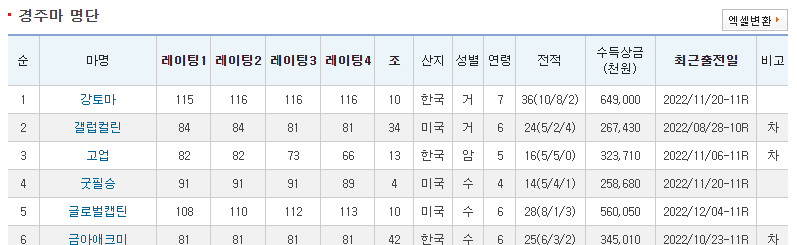 경주마 명단
엑셀변환
순 마명 레이팅1 레이팅2 레이팅3 레이팅4 조 산지 성별 연령 전적 수득상금 (천원) 최근출전일 비고
1 강토마 115 116 116 116 10 한국 거 7 36(10/8/2) 649,000 2022/11/20-11R
2 갤럽컬린 84 84 81 81 34 미국 거 6 24(5/2/4) 267,430 2022/08/28-10R 차
3 고업 82 82 73 66 13 한국 암 5 16(5/5/0) 323,710 2022/11/06-11R 차
4 굿필승 91 91 91 89 4 미국 수 4 14(5/4/1) 258,680 2022/11/20-11R
5 글로벌캡틴 108 110 112 113 10 미국 수 6 28(8/1/3) 560,050 2022/12/04-11R
6 금아애크미 81 81 81 81 42 한국 수 6 25(6/3/2) 345,010 2022/10/23-11R 차